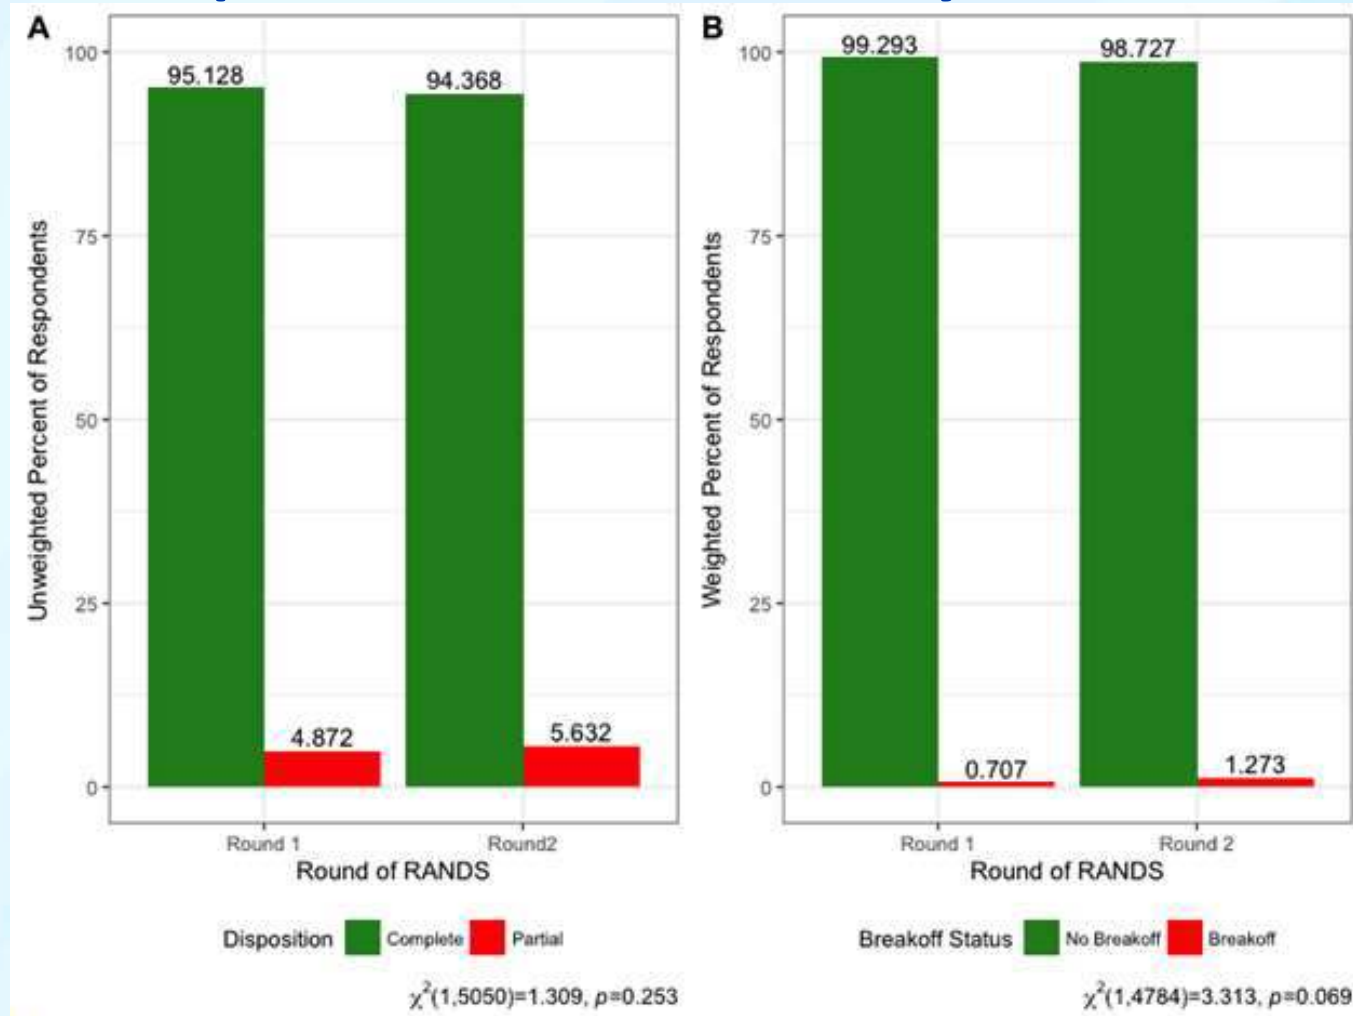 A
100
75
50
25
0
Unweighted Percent of Respondents
95.128
94.368
4.872
5.632
Round 1
Round2
Round of RANDS
Disposition Complete Partial
χ²(1,5050)=1.309, p=0.253
B
100
75
50
25
0
Weighted Percent of Respondents
99.293
98.727
0.707
1.273
Round 1
Round 2
Round of RANDS
Breakoff Status No Breakoff Breakoff
χ²(1,4784)=3.313, p=0.069